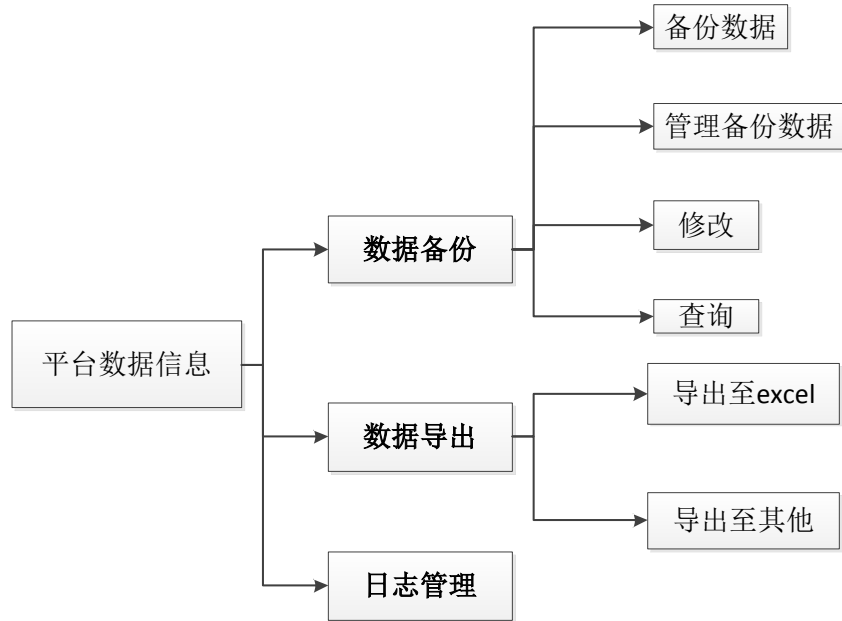 备份数据
管理备份数据
修改
数据备份
查询
平台数据信息
导出至excel
数据导出
导出至其他
日志管理